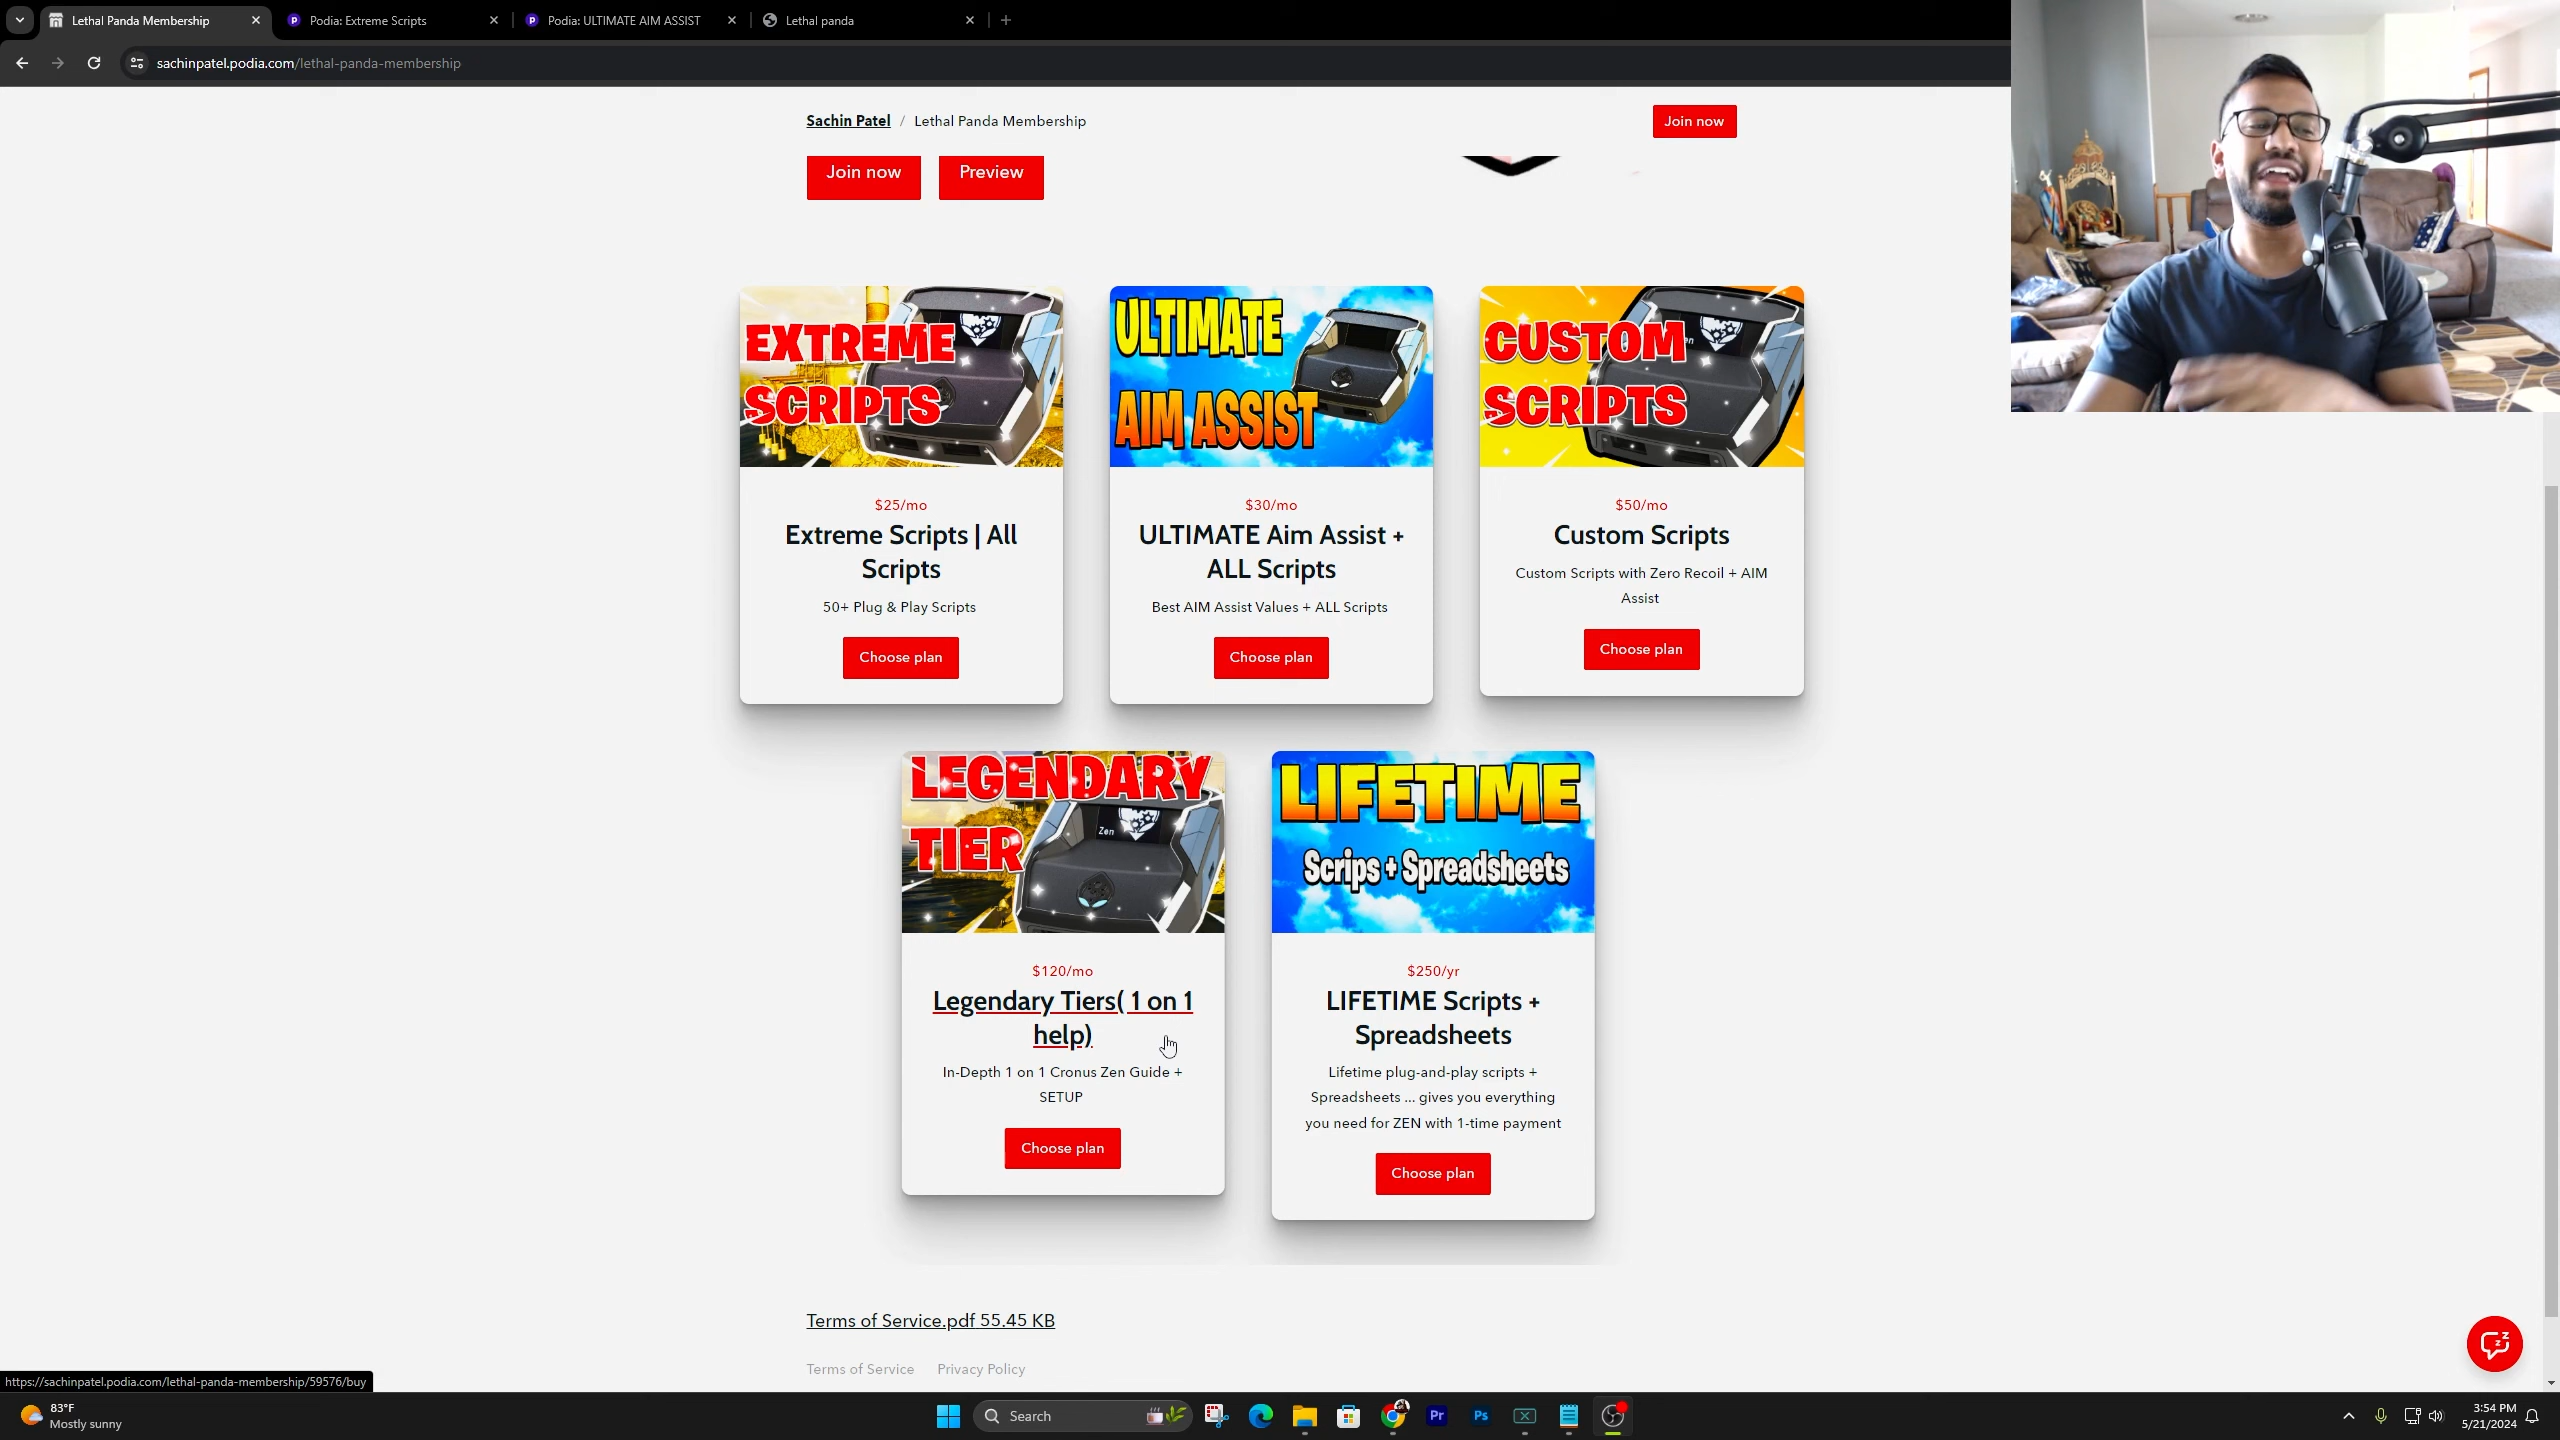 Lethal Panda Membership
Podia: Extreme Scripts
Podia: ULTIMATE AIM ASSIST
Lethal panda
sachinpatel.podia.com/lethal-panda-membership
Sachin Patel / Lethal Panda Membership
Join now
Join now
Preview
EXTREME
SCRIPTS
ULTIMATE
AIM ASSIST
CUSTOM
SCRIPTS
$25/mo
Extreme Scripts | All
Scripts
50+ Plug & Play Scripts
Choose plan
$30/mo
ULTIMATE Aim Assist +
ALL Scripts
Best AIM Assist Values + ALL Scripts
Choose plan
$50/mo
Custom Scripts
Custom Scripts with Zero Recoil + AIM
Assist
Choose plan
LEGENDARY
TIER
Zen
LIFETIME
Scrips + Spreadsheets
$120/mo
Legendary Tiers( 1 on 1
help)
In-Depth 1 on 1 Cronus Zen Guide +
SETUP
Choose plan
$250/yr
LIFETIME Scripts +
Spreadsheets
Lifetime plug-and-play scripts +
Spreadsheets ... gives you everything
you need for ZEN with 1-time payment
Choose plan
Terms of Service.pdf 55.45 KB
Terms of Service Privacy Policy
https://sachinpatel.podia.com/lethal-panda-membership/59576/buy
83°F
Mostly sunny
Search
Pr
Ps
3:54 PM
5/21/2024